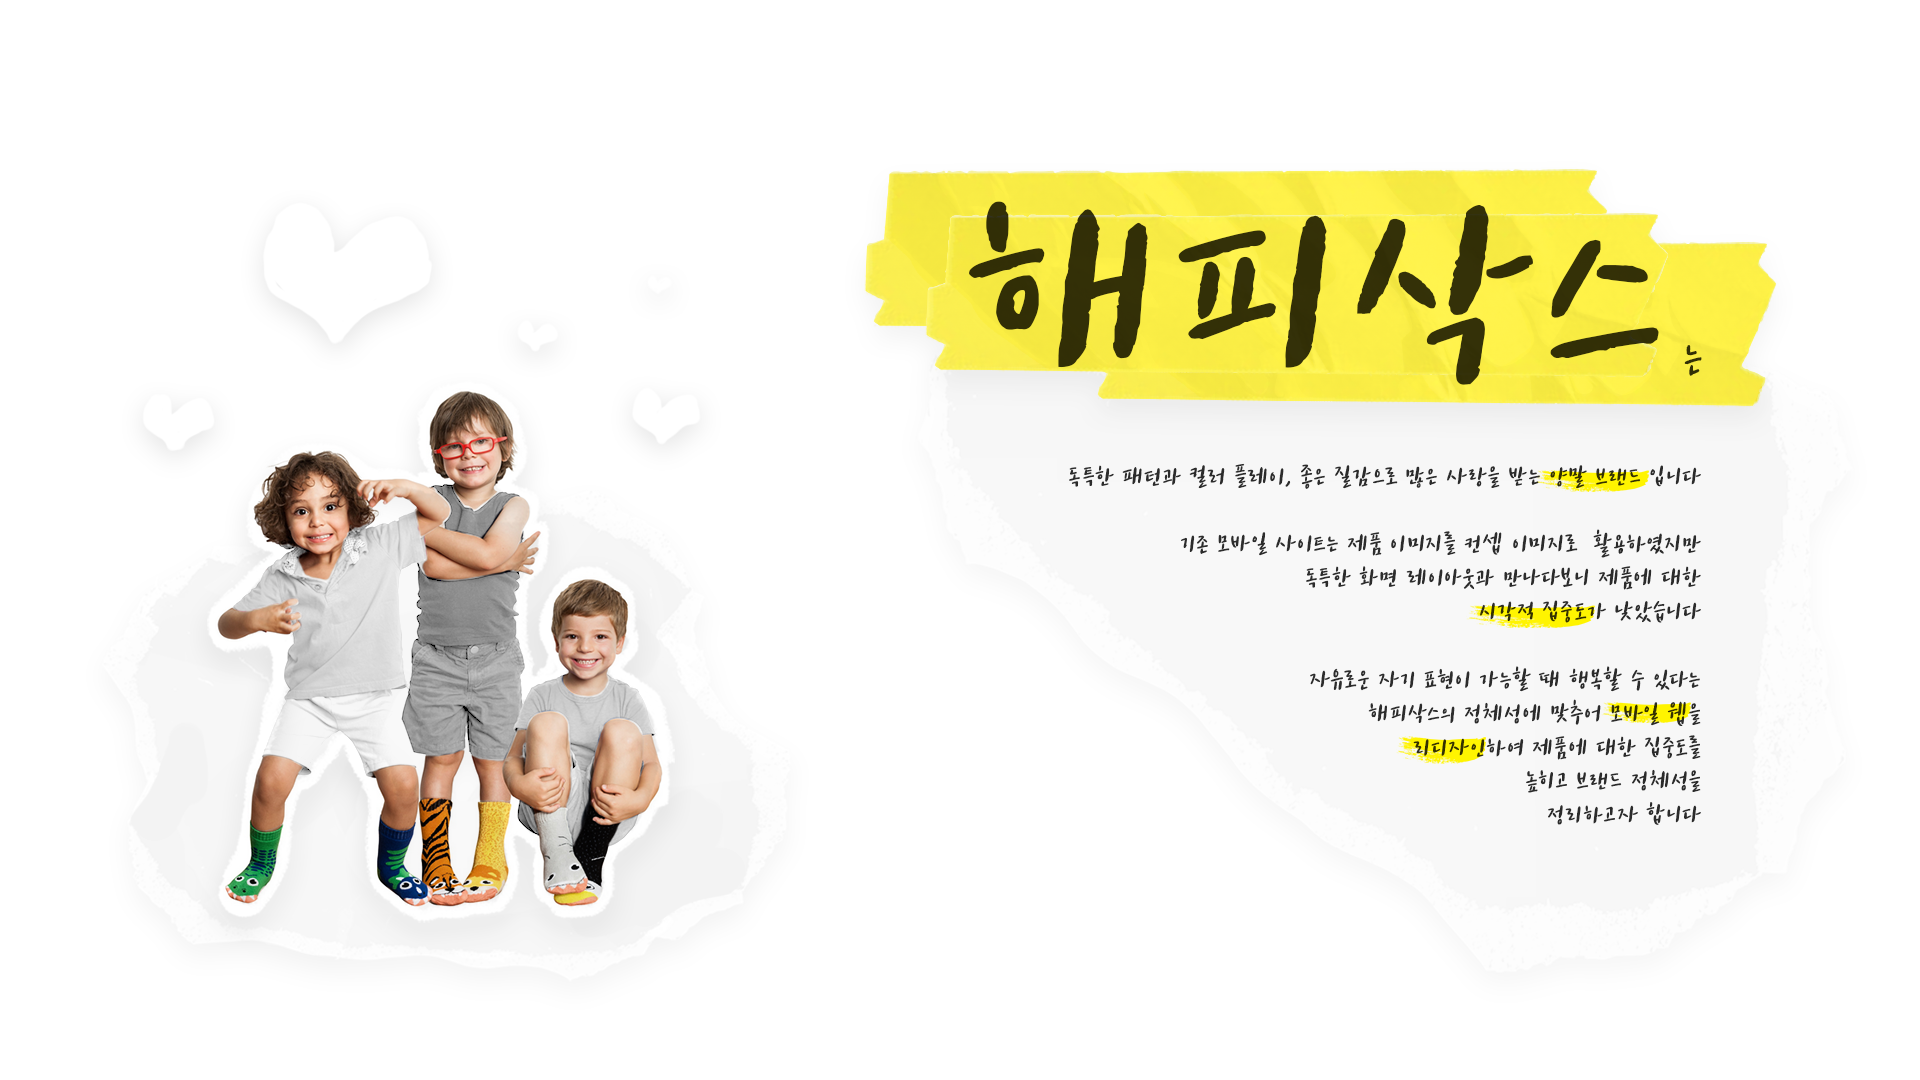 해피삭스는
독특한 패턴과 컬러 플레이, 좋은 질감으로 많은 사랑을 받는 양말 브랜드입니다
기존 모바일 사이트는 제품 이미지를 컨셉 이미지로 활용하였지만
독특한 화면 레이아웃과 만나다보니 제품에 대한
시각적 집중도가 낮았습니다
자유로운 자기 표현이 가능할 때 행복할 수 있다는
해피삭스의 정체성에 맞추어 모바일 웹을
리디자인하여 제품에 대한 집중도를
높히고 브랜드 정체성을
정리하고자 합니다